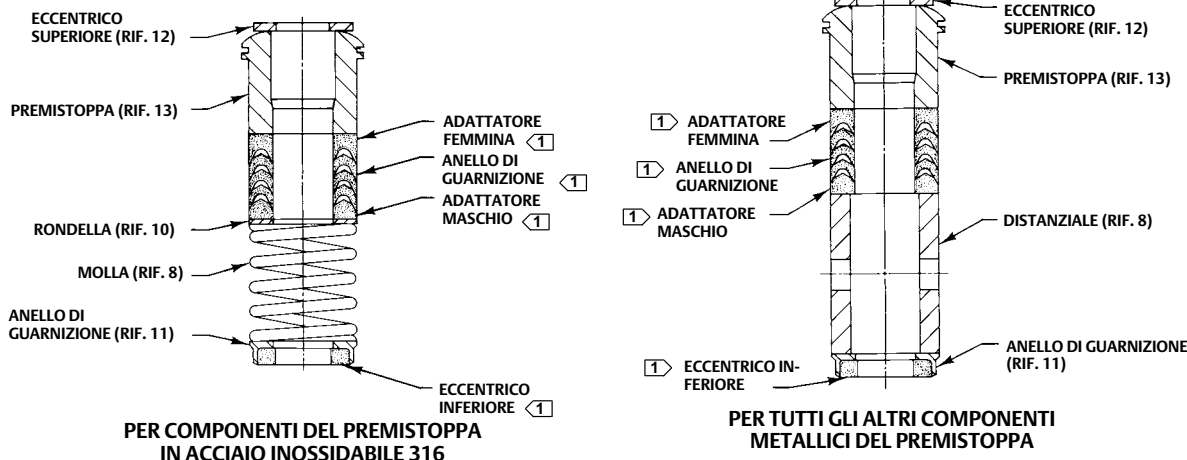 ECCENTRICO
SUPERIORE (RIF. 12)
PREMISTOPPA (RIF. 13)
ADATTATORE
FEMMINA 1
ANELLO DI
GUARNIZIONE 1
ADATTATORE
MASCHIO 1
RONDELLA (RIF. 10)
MOLLA (RIF. 8)
ANELLO DI
GUARNIZIONE (RIF. 11)
ECCENTRICO
INFERIORE 1
PER COMPONENTI DEL PREMISTOPPA
IN ACCIAIO INOSSIDABILE 316
ECCENTRICO
SUPERIORE (RIF. 12)
PREMISTOPPA (RIF. 13)
1 ADATTATORE
FEMMINA
1 ANELLO DI
GUARNIZIONE
1 ADATTATORE
MASCHIO
DISTANZIALE (RIF. 8)
1 ECCENTRICO IN-
FERIORE
ANELLO DI GUARNIZIONE
(RIF. 11)
PER TUTTI GLI ALTRI COMPONENTI
METALLICI DEL PREMISTOPPA